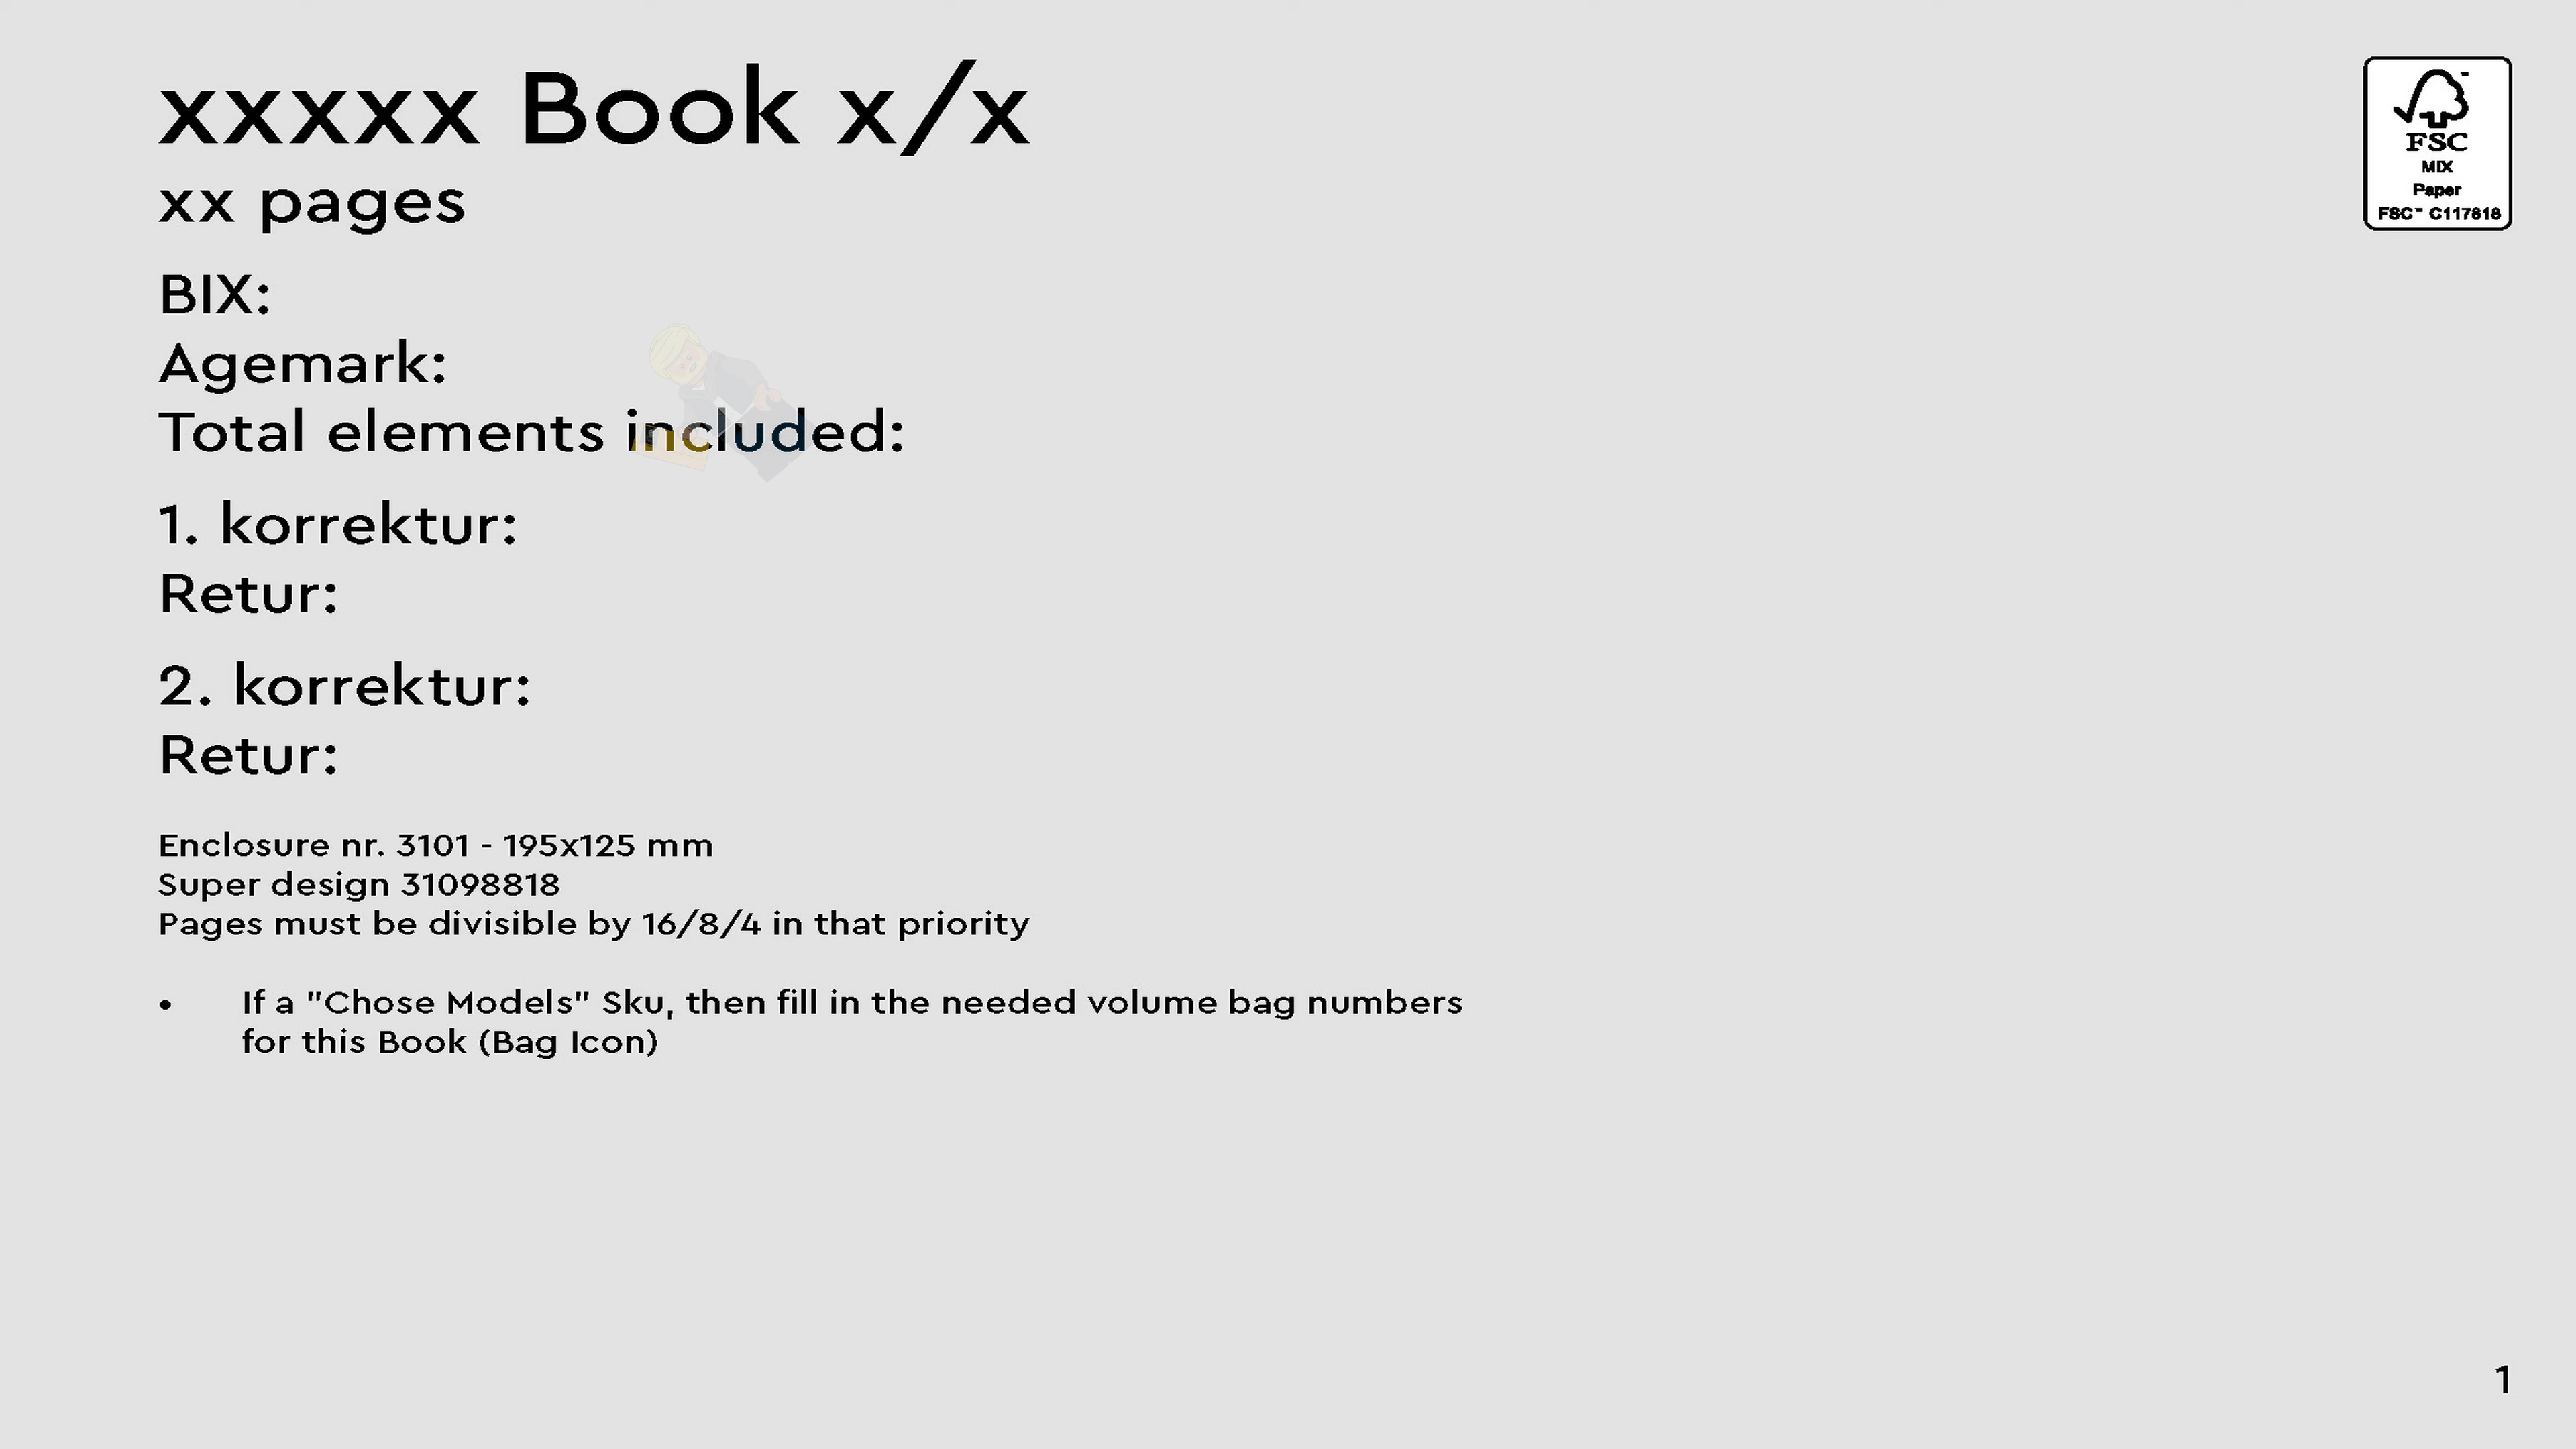 xxxxx Book x/x
xx pages
BIX:
Agemark:
Total elements included:
1. korrektur:
Retur:
2. korrektur:
Retur:
Enclosure nr. 3101 - 195x125 mm
Super design 31098818
Pages must be divisible by 16/8/4 in that priority
• If a "Chose Models" Sku, then fill in the needed volume bag numbers
for this Book (Bag Icon)
FSC
MIX
Paper
FSC™ C117818
1